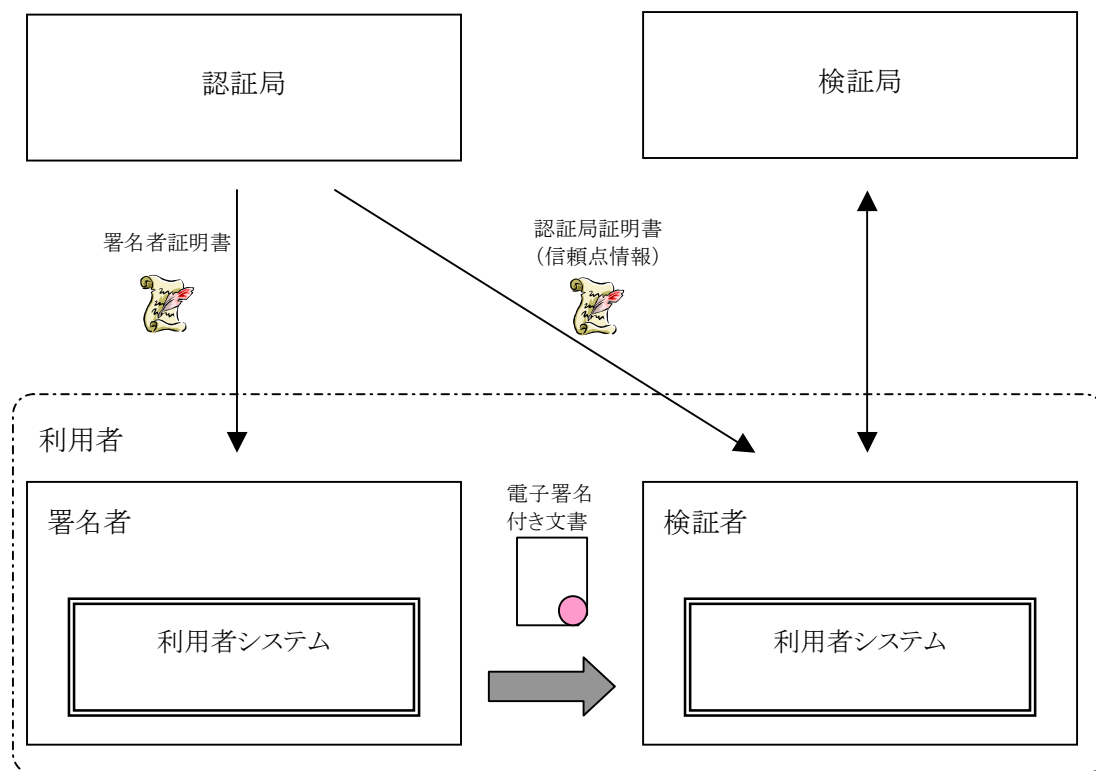 認証局
検証局
署名者証明書
認証局証明書
(信頼点情報)
利用者
署名者
電子署名
付き文書
検証者
利用者システム
利用者システム